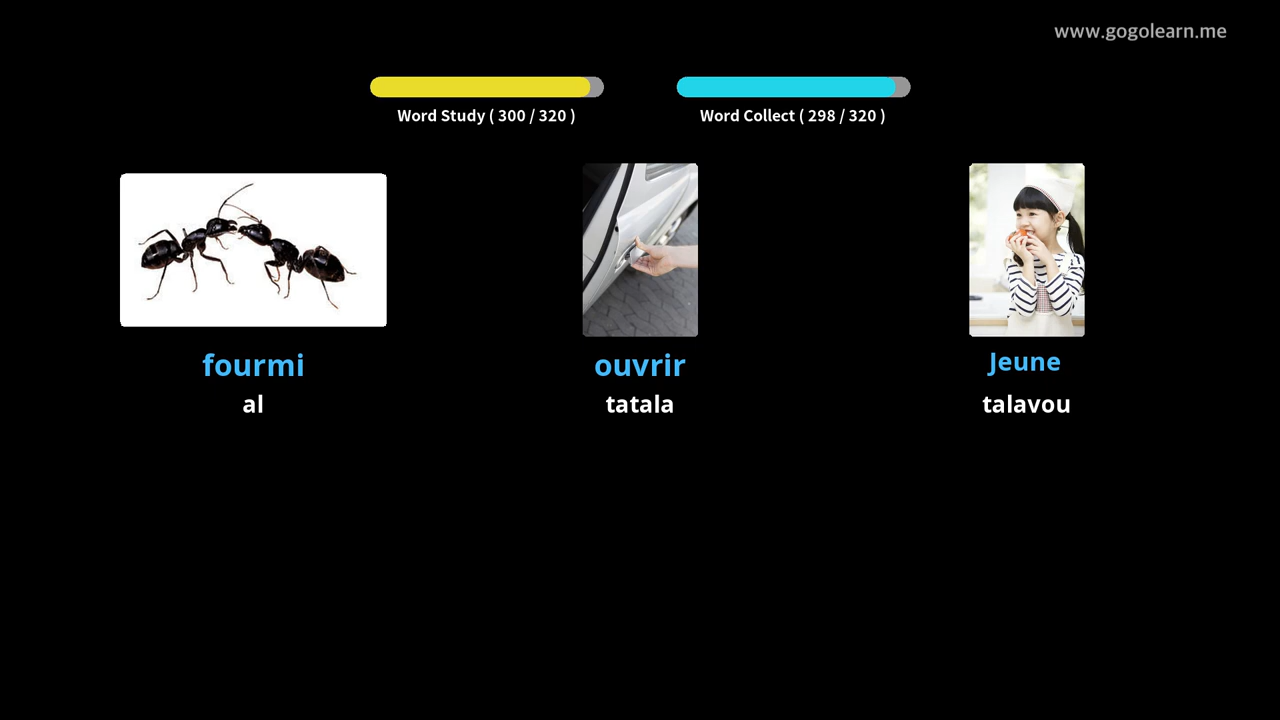 www.gogolearn.me
Word Study ( 300 / 320 )
Word Collect ( 298 / 320 )
fourmi
al
ouvrir
tatala
Jeune
talavou